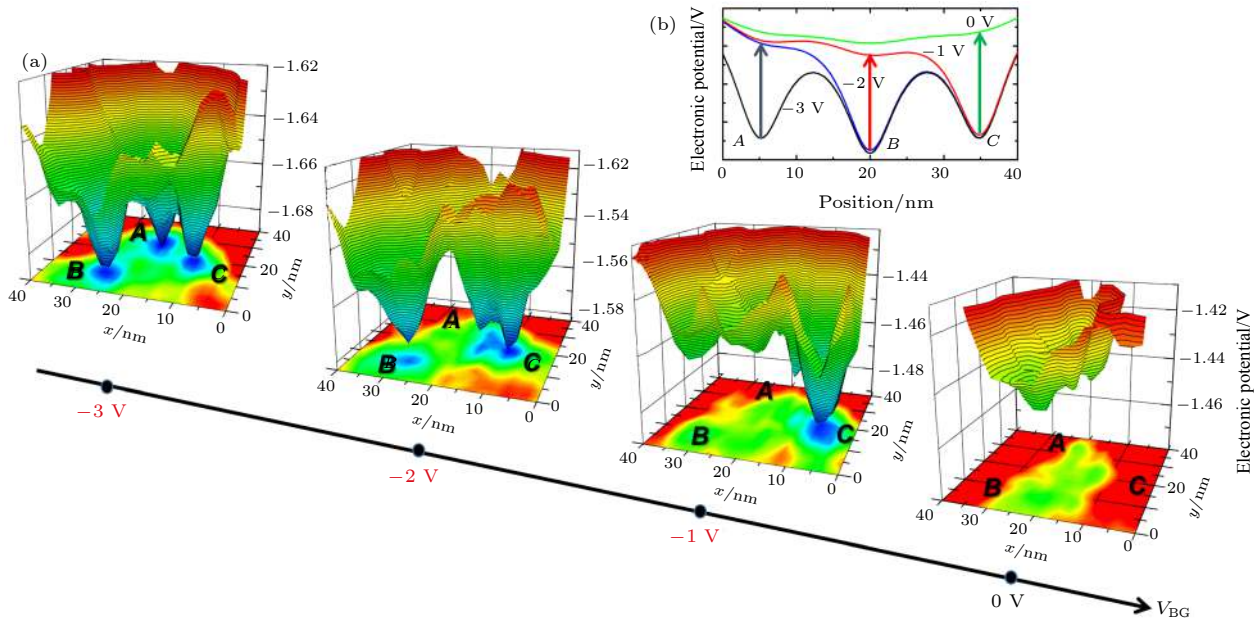 (a)
−1.62
−1.64
−1.66
−1.68
40
20
0
y/nm
40
30
20
10
0
x/nm
A
B
C
−1.62
−1.54
−1.56
−1.58
40
20
0
y/nm
40
30
20
10
0
x/nm
A
B
C
(b)
Electronic potential/V
0 V
−1 V
−2 V
−3 V
A
B
C
0
10
20
30
40
Position/nm
−1.44
−1.46
−1.48
40
20
0
y/nm
40
30
20
10
0
x/nm
A
B
C
−1.42
−1.44
−1.46
Electronic potential/V
40
20
0
y/nm
40
30
20
10
0
x/nm
A
B
C
−3 V
−2 V
−1 V
0 V
VBG